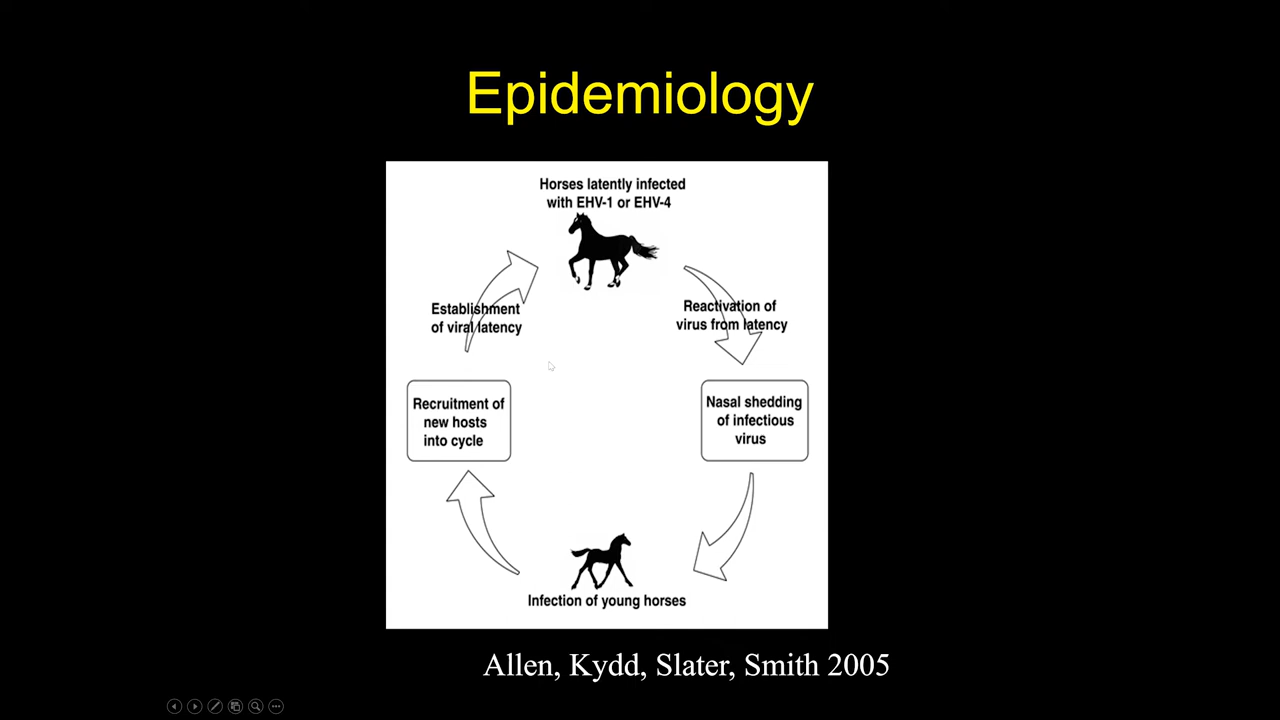 Epidemiology
Horses latently infected
with EHV-1 or EHV-4
Establishment
of viral latency
Reactivation of
virus from latency
Recruitment of
new hosts
into cycle
Nasal shedding
of infectious
virus
Infection of young horses
Allen, Kydd, Slater, Smith 2005